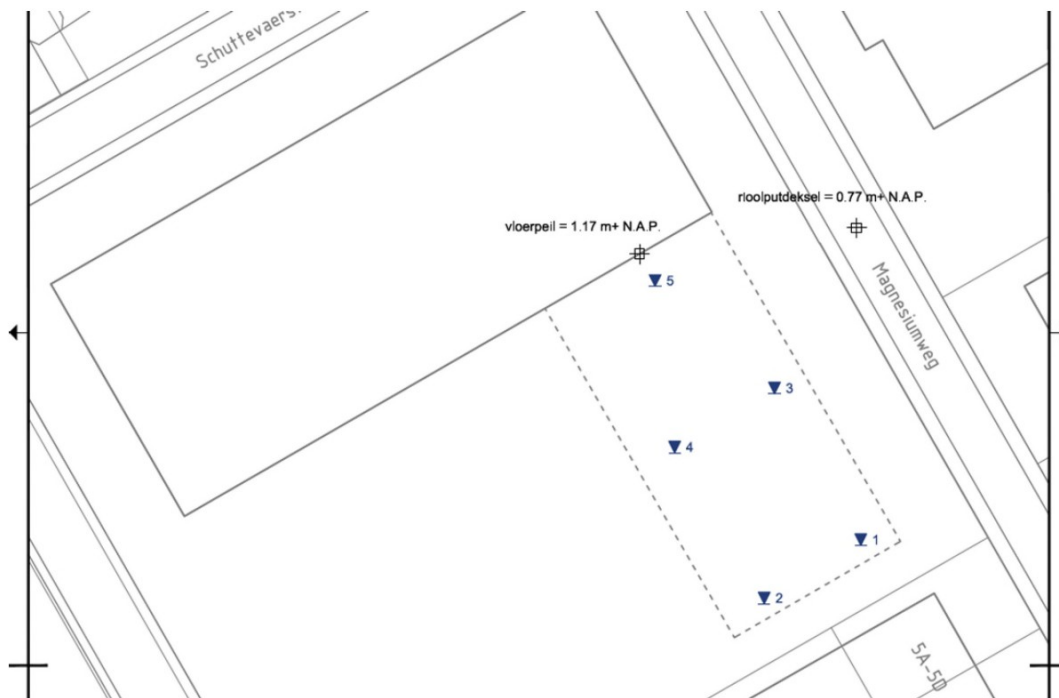 Schuttevaers
rioolputdeksel = 0.77 m+ N.A.P.
vloerpeil = 1.17 m+ N.A.P.
5
Magnesiumweg
3
4
1
2
5A-5D